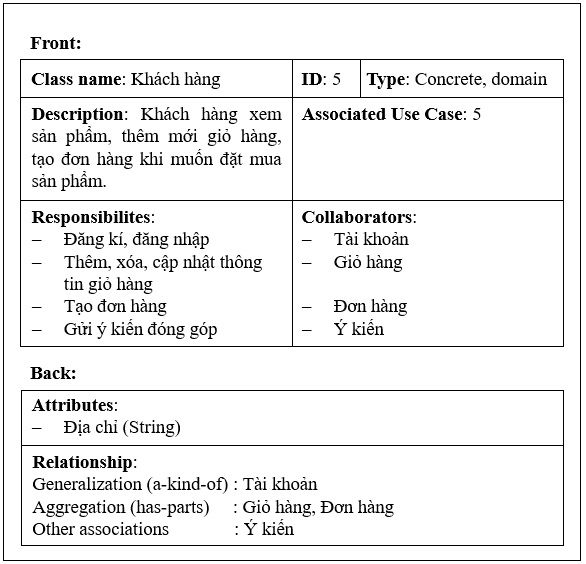 Front:
Class name: Khách hàng ID: 5 Type: Concrete, domain
Description: Khách hàng xem
sản phẩm, thêm mới giỏ hàng,
tạo đơn hàng khi muốn đặt mua
sản phẩm.
Associated Use Case: 5
Responsibilites:
– Đăng kí, đăng nhập
– Thêm, xóa, cập nhật thông
tin giỏ hàng
– Tạo đơn hàng
– Gửi ý kiến đóng góp
Collaborators:
– Tài khoản
– Giỏ hàng
– Đơn hàng
– Ý kiến
Back:
Attributes:
– Địa chỉ (String)
Relationship:
Generalization (a-kind-of) : Tài khoản
Aggregation (has-parts) : Giỏ hàng, Đơn hàng
Other associations : Ý kiến